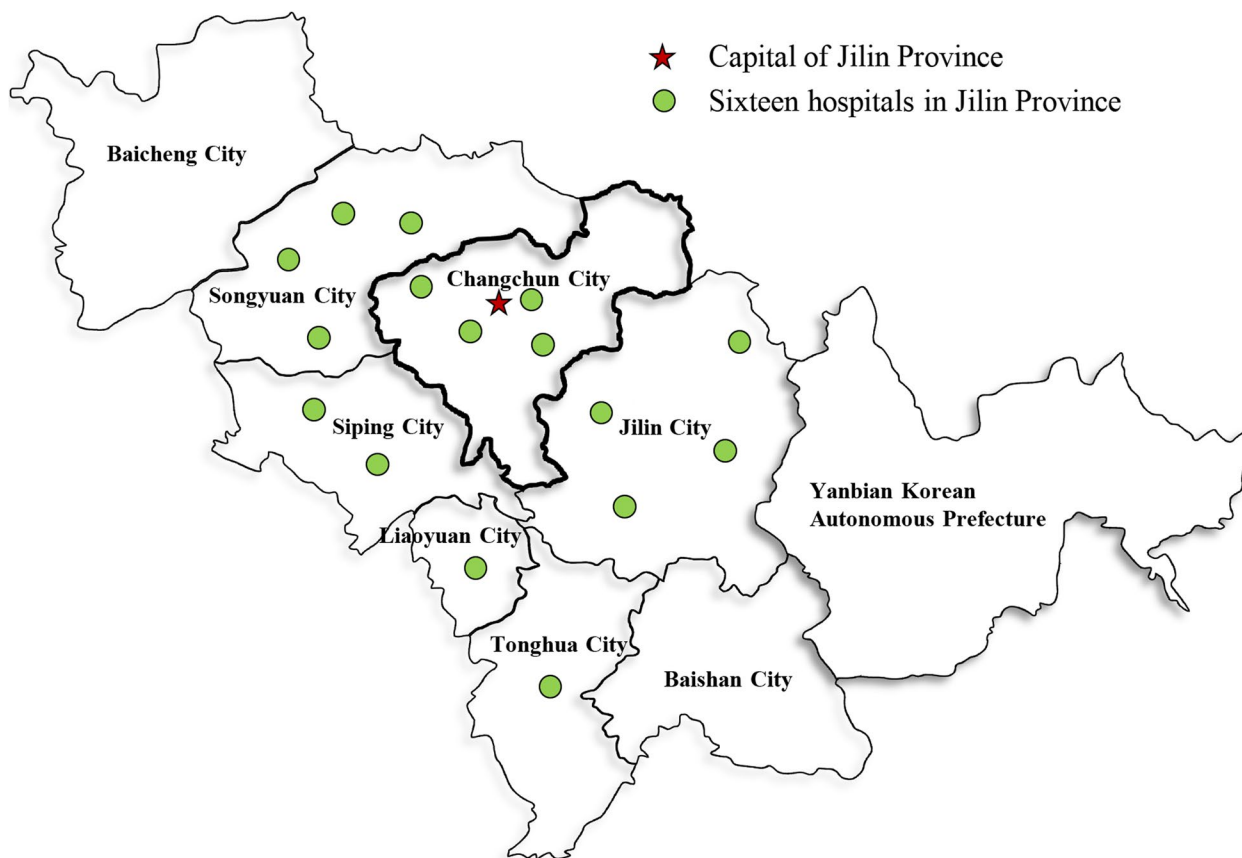 Capital of Jilin Province
Sixteen hospitals in Jilin Province
Baicheng City
Changchun City
Songyuan City
Siping City
Jilin City
Yanbian Korean
Autonomous Prefecture
Liaoyuan City
Tonghua City
Baishan City